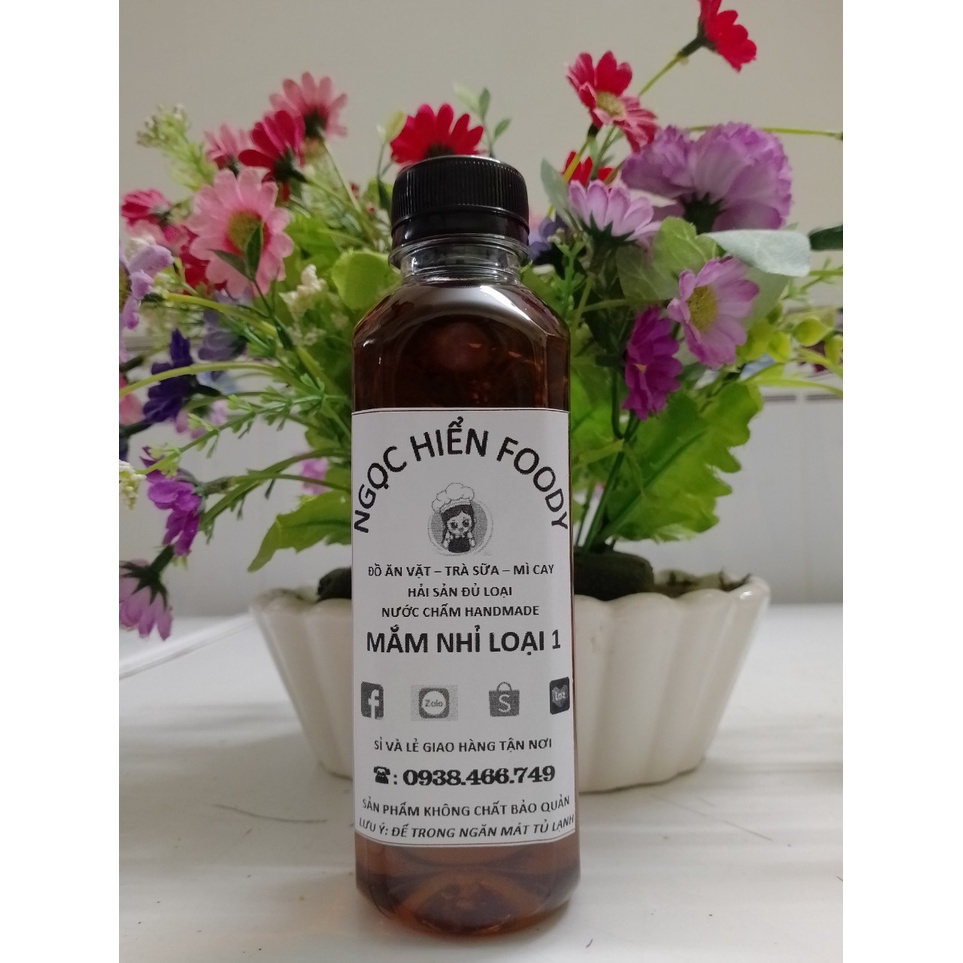 NGỌC HIỂN FOODY
ĐỒ ĂN VẶT – TRÀ SỮA – MÌ CAY
HẢI SẢN ĐỦ LOẠI
NƯỚC CHẤM HANDMADE
MẮM NHỈ LOẠI 1
Zalo
SỈ VÀ LẺ GIAO HÀNG TẬN NƠI
☎: 0938.466.749
SẢN PHẨM KHÔNG CHẤT BẢO QUẢN
LƯU Ý: ĐỂ TRONG NGĂN MÁT TỦ LẠNH